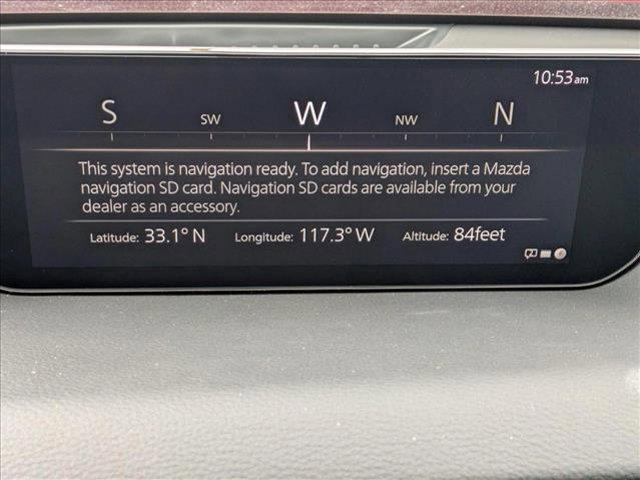 10:53am
S SW W NW N
This system is navigation ready. To add navigation, insert a Mazda
navigation SD card. Navigation SD cards are available from your
dealer as an accessory.
Latitude: 33.1° N Longitude: 117.3° W Altitude: 84feet